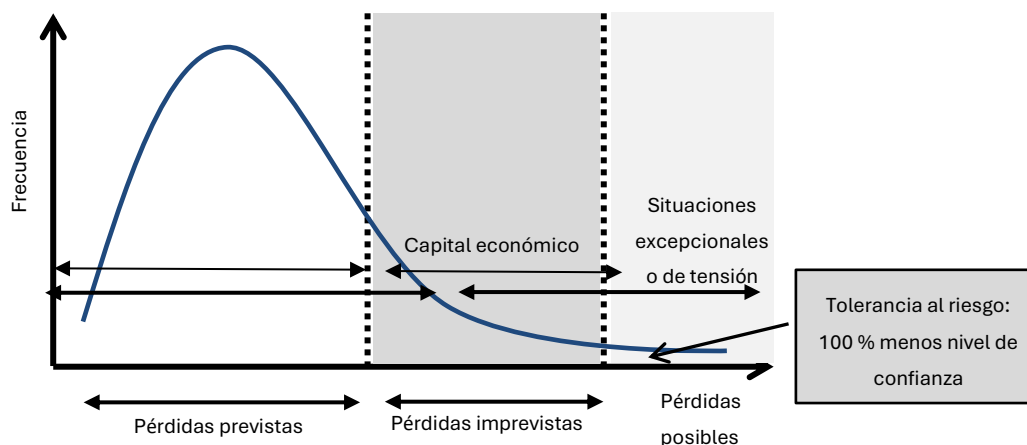 Frecuencia
Capital económico
Situaciones
excepcionales
o de tensión
Tolerancia al riesgo:
100 % menos nivel de
confianza
Pérdidas previstas
Pérdidas imprevistas
Pérdidas
posibles